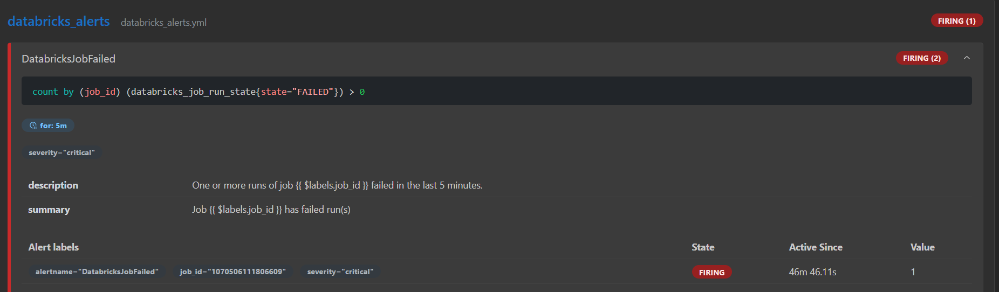 databricks_alerts databricks_alerts.yml FIRING (1)
DatabricksJobFailed FIRING (2)
count by (job_id) (databricks_job_run_state{state="FAILED"}) > 0
for: 5m
severity="critical"
description One or more runs of job {{ $labels.job_id }} failed in the last 5 minutes.
summary Job {{ $labels.job_id }} has failed run(s)
Alert labels State Active Since Value
alertname="DatabricksJobFailed" job_id="1070506111806609" severity="critical" FIRING 46m 46.11s 1